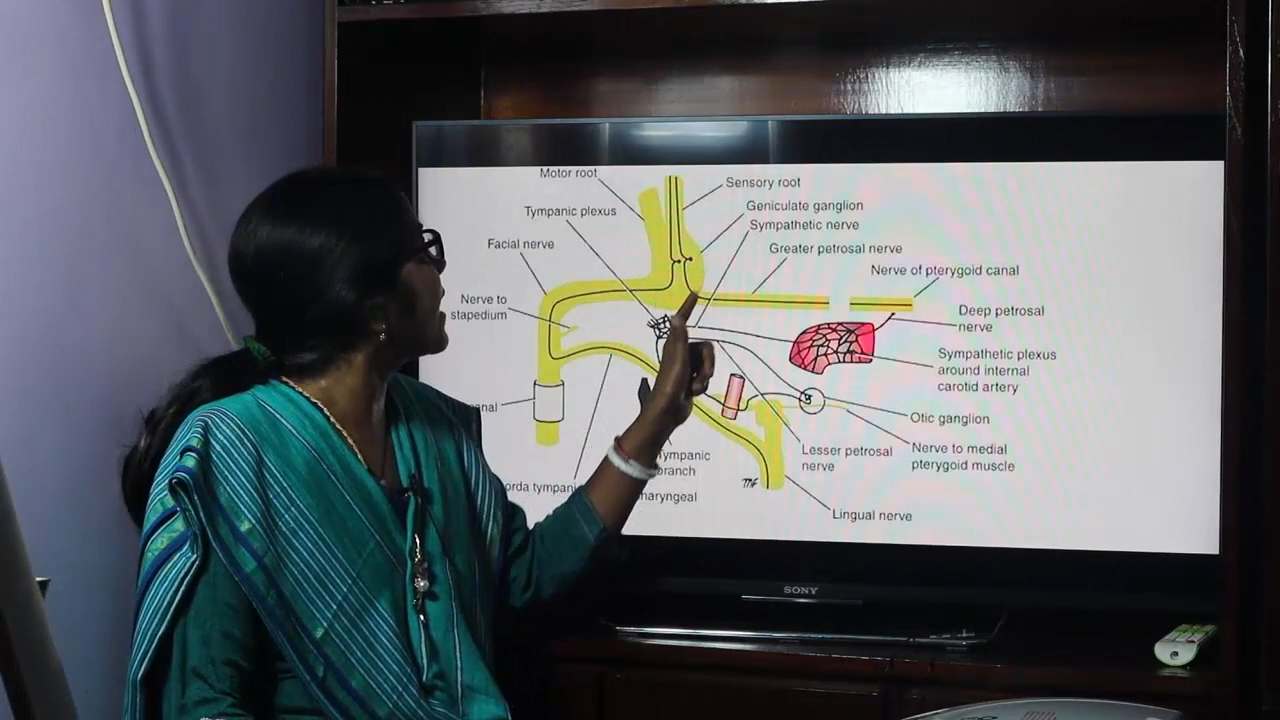 Motor root
Sensory root
Geniculate ganglion
Tympanic plexus
Sympathetic nerve
Facial nerve
Greater petrosal nerve
Nerve of pterygoid canal
Nerve to
stapedium
Deep petrosal
nerve
Sympathetic plexus
around internal
carotid artery
Otic ganglion
Lesser petrosal
nerve
Nerve to medial
pterygoid muscle
Lingual nerve
SONY